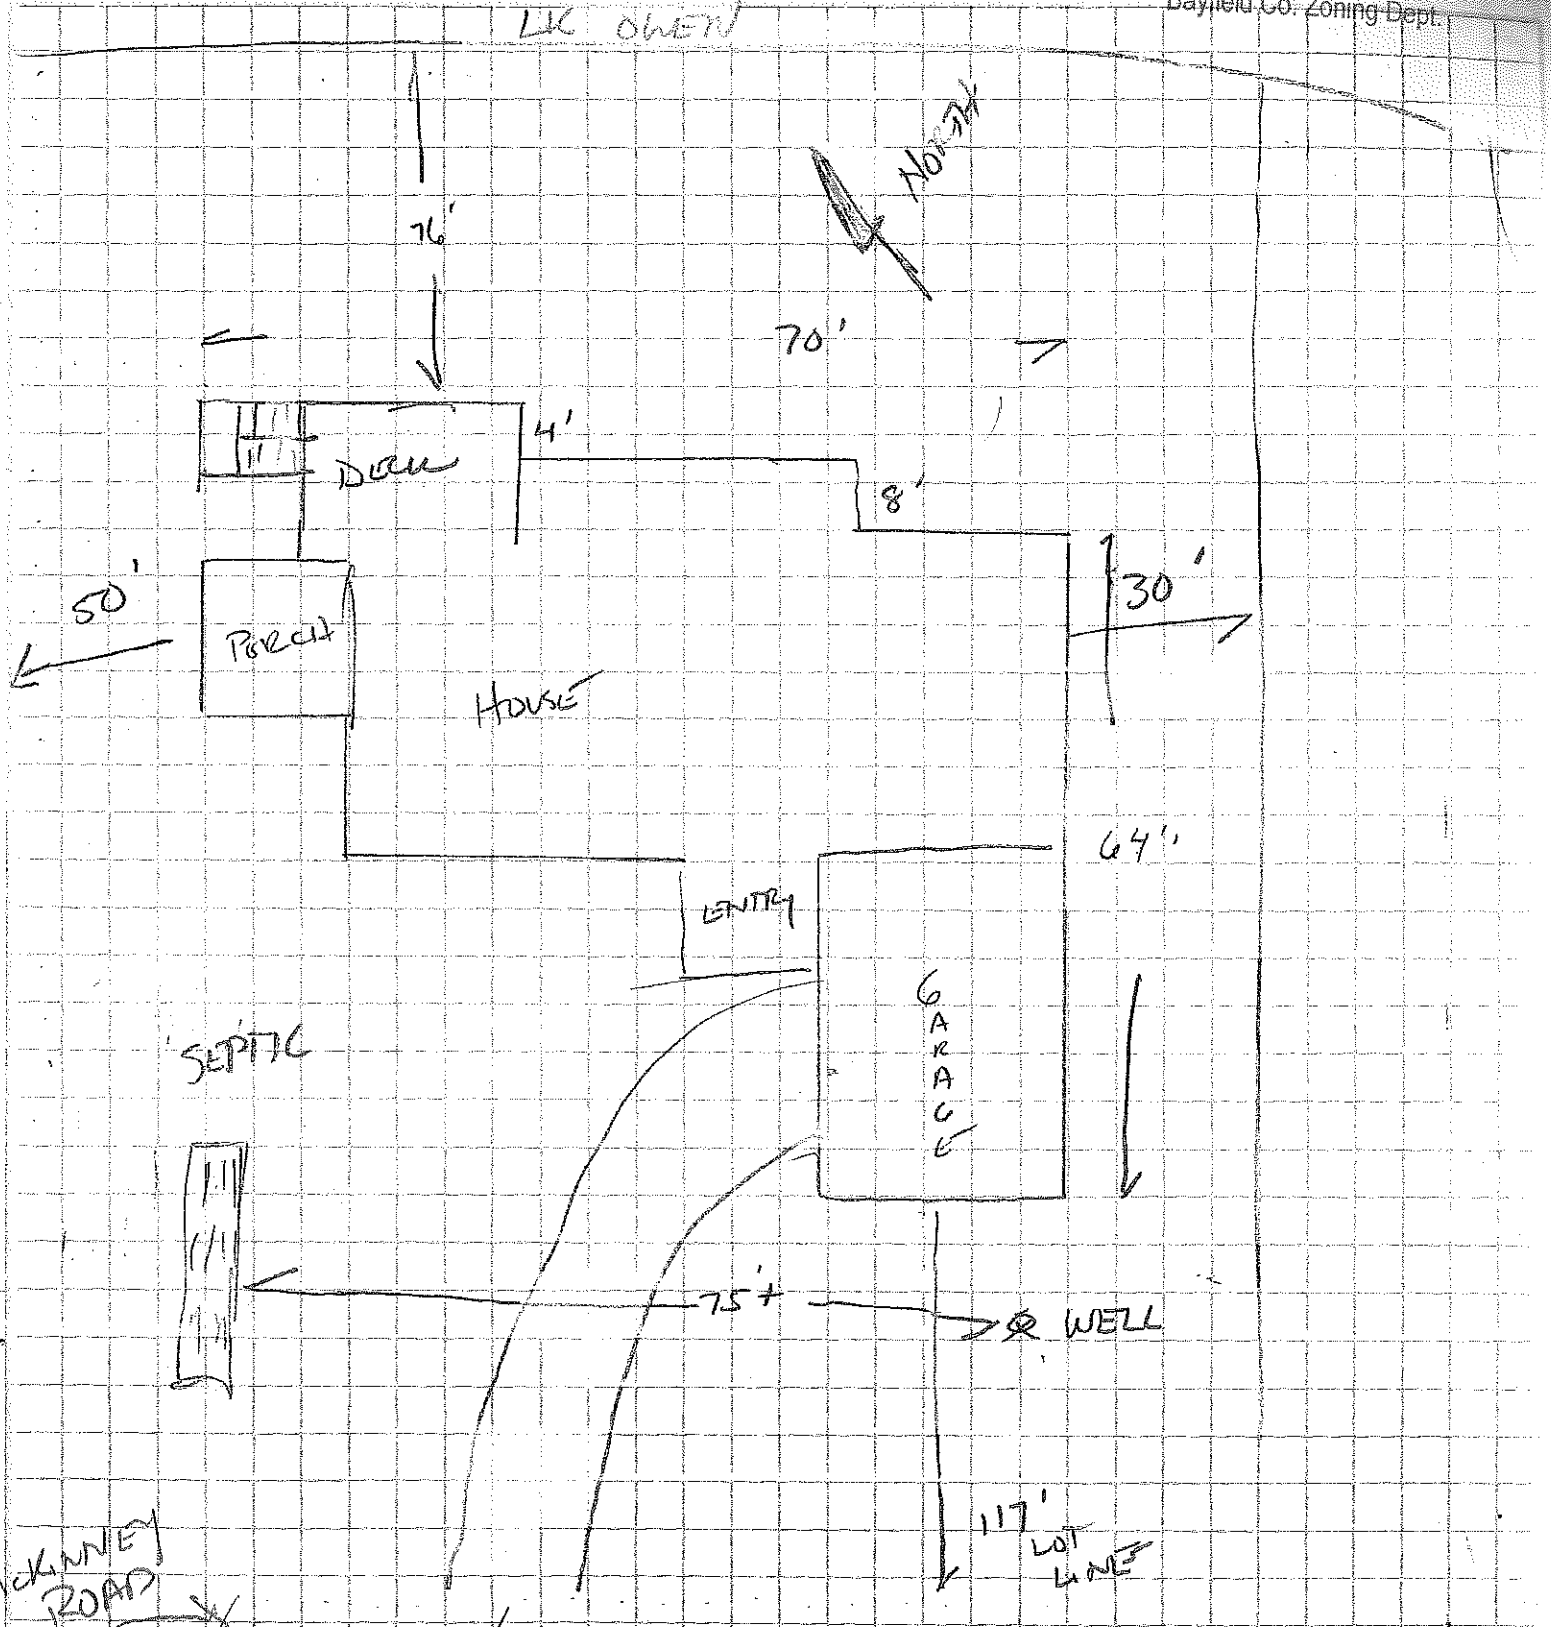 Bayfield Co. Zoning Dept.
LK OWEN
NORTH
76'
70'
4'
DECK
8'
50'
30'
PORCH
HOUSE
64'
ENTRY
GARAGE
SEPTIC
75'+
WELL
117'
LOT
LINE
CKINNEY
ROAD